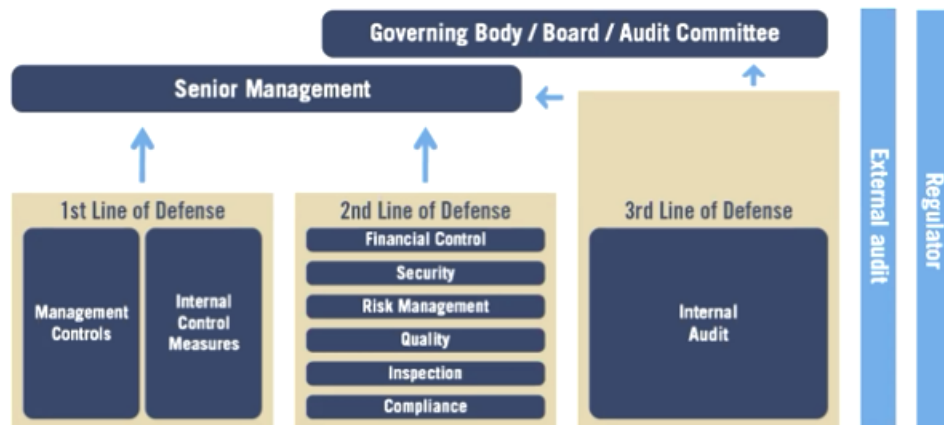 Governing Body / Board / Audit Committee
Senior Management
1st Line of Defense
Management
Controls
Internal
Control
Measures
2nd Line of Defense
Financial Control
Security
Risk Management
Quality
Inspection
Compliance
3rd Line of Defense
Internal
Audit
External audit
Regulator